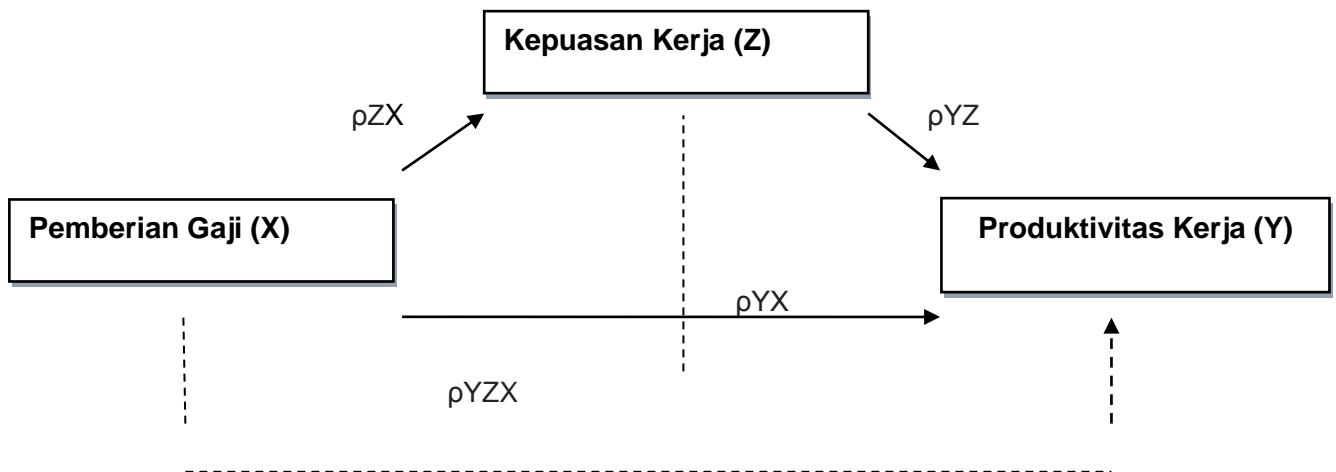 Kepuasan Kerja (Z)
ρZX
ρYZ
Pemberian Gaji (X)
Produktivitas Kerja (Y)
ρYX
ρYZX